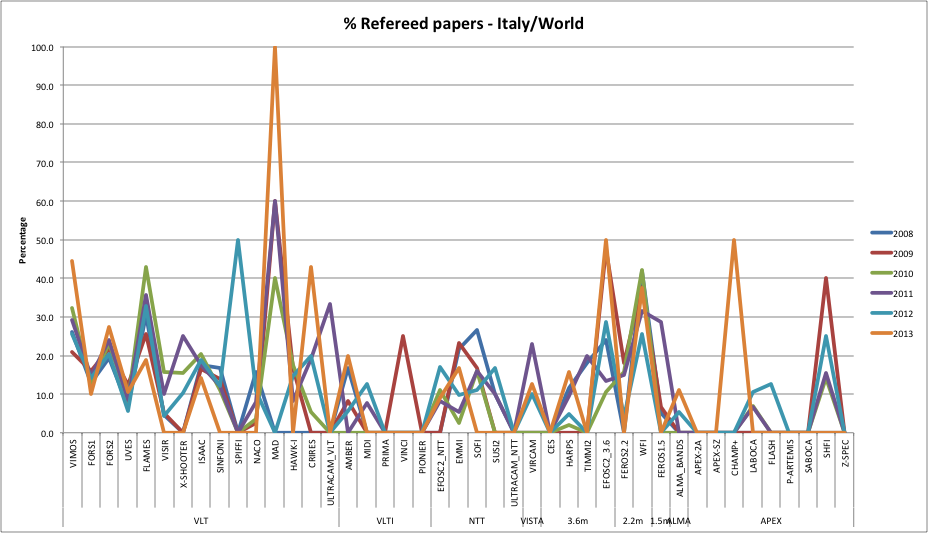 % Refereed papers - Italy/World
100.0
90.0
80.0
70.0
60.0
50.0
40.0
30.0
20.0
10.0
0.0
Percentage
VIMOS
FORS1
FORS2
UVES
FLAMES
VISIR
X-SHOOTER
ISAAC
SINFONI
SPIFFI
NACO
MAD
HAWK-I
CRIRES
ULTRACAM_VLT
AMBER
MIDI
PRIMA
VINCI
PIONIER
EFOSC2_NTT
EMMI
SOFI
SUSI2
ULTRACAM_NTT
VIRCAM
CES
HARPS
TIMMI2
EFOSC2_3.6
FEROS2.2
WFI
FEROS1.5
ALMA_BANDS
APEX-2A
APEX-SZ
CHAMP+
LABOCA
FLASH
P-ARTEMIS
SABOCA
SHFI
Z-SPEC
VLT
VLTI
NTT
VISTA
3.6m
2.2m
1.5m
ALMA
APEX
2008
2009
2010
2011
2012
2013